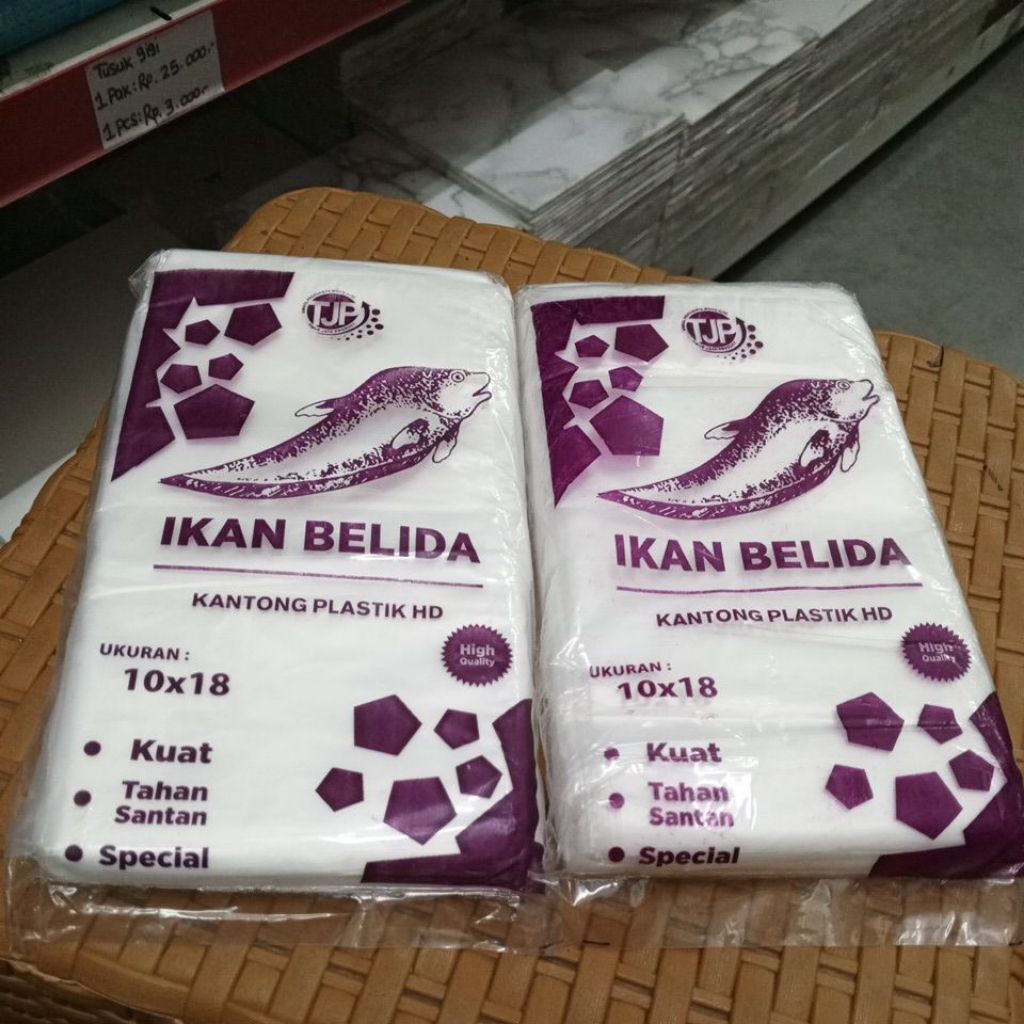 Tusuk gigi
1 Pak: Rp. 25.000,-
1 pcs: Rp. 3.000,-
TJP
IKAN BELIDA
KANTONG PLASTIK HD
UKURAN :
10x18
High
Quality
Kuat
Tahan
Santan
Special
TJP
IKAN BELIDA
KANTONG PLASTIK HD
UKURAN :
10x18
High
Quality
Kuat
Tahan
Santan
Special